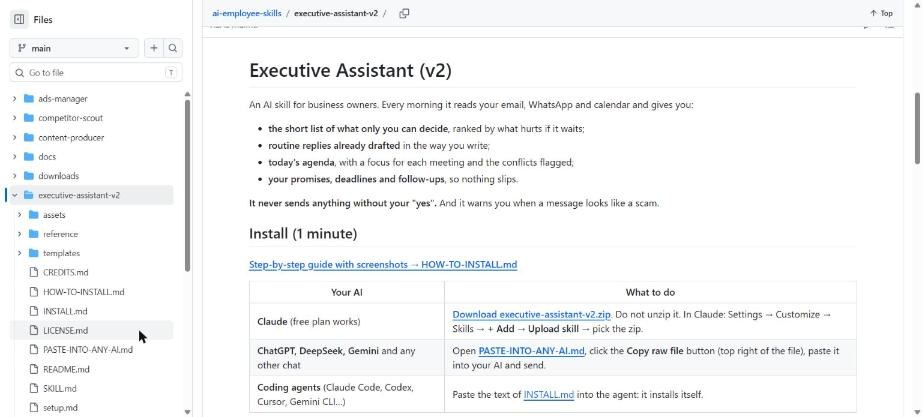 Files
main
Go to file
T
ads-manager
competitor-scout
content-producer
docs
downloads
executive-assistant-v2
assets
reference
templates
CREDITS.md
HOW-TO-INSTALL.md
INSTALL.md
LICENSE.md
PASTE-INTO-ANY-AI.md
README.md
SKILL.md
setup.md
ai-employee-skills / executive-assistant-v2 /
↑ Top
Executive Assistant (v2)
An AI skill for business owners. Every morning it reads your email, WhatsApp and calendar and gives you:
• the short list of what only you can decide, ranked by what hurts if it waits;
• routine replies already drafted in the way you write;
• today's agenda, with a focus for each meeting and the conflicts flagged;
• your promises, deadlines and follow-ups, so nothing slips.
It never sends anything without your "yes". And it warns you when a message looks like a scam.
Install (1 minute)
Step-by-step guide with screenshots → HOW-TO-INSTALL.md
Your AI
What to do
Claude (free plan works)
Download executive-assistant-v2.zip. Do not unzip it. In Claude: Settings → Customize →
Skills → + Add → Upload skill → pick the zip.
ChatGPT, DeepSeek, Gemini and any
other chat
Open PASTE-INTO-ANY-AI.md, click the Copy raw file button (top right of the file), paste it
into your AI and send.
Coding agents (Claude Code, Codex,
Cursor, Gemini CLI...)
Paste the text of INSTALL.md into the agent: it installs itself.